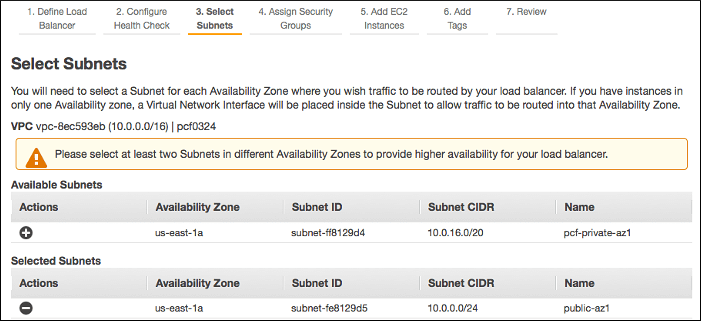 1. Define Load Balancer
2. Configure Health Check
3. Select Subnets
4. Assign Security Groups
5. Add EC2 Instances
6. Add Tags
7. Review
Select Subnets
You will need to select a Subnet for each Availability Zone where you wish traffic to be routed by your load balancer. If you have instances in
only one Availability zone, a Virtual Network Interface will be placed inside the Subnet to allow traffic to be routed into that Availability Zone.
VPC vpc-8ec593eb (10.0.0.0/16) | pcf0324
Please select at least two Subnets in different Availability Zones to provide higher availability for your load balancer.
Available Subnets
Actions Availability Zone Subnet ID Subnet CIDR Name
us-east-1a subnet-ff8129d4 10.0.16.0/20 pcf-private-az1
Selected Subnets
Actions Availability Zone Subnet ID Subnet CIDR Name
us-east-1a subnet-fe8129d5 10.0.0.0/24 public-az1